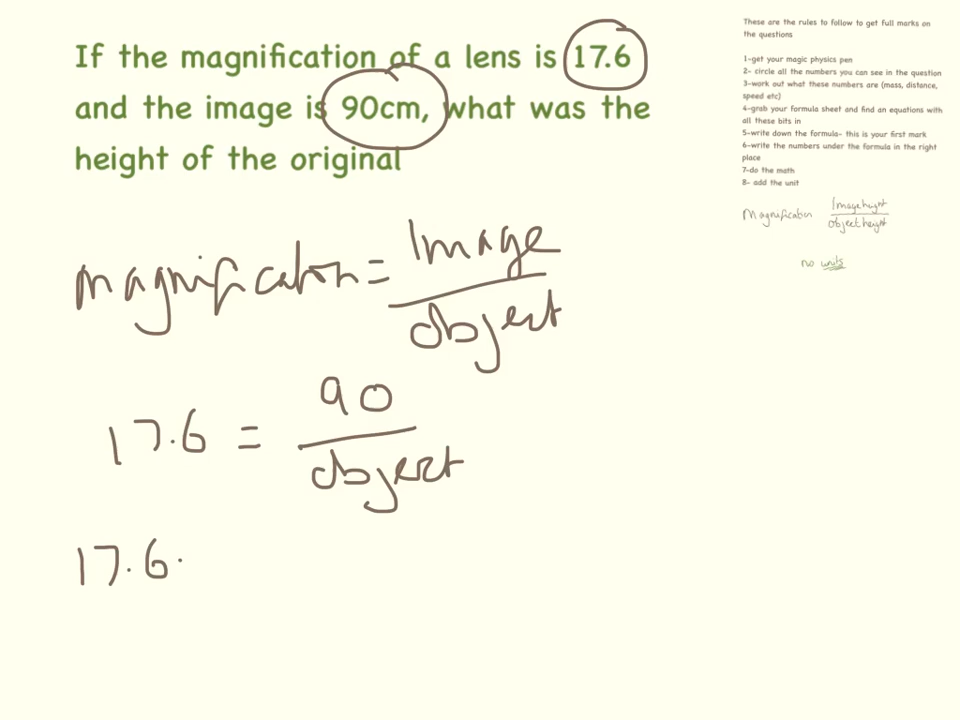 If the magnification of a lens is 17.6
and the image is 90cm, what was the
height of the original
magnification = Image
object
17.6 = 90
object
17.6.
These are the rules to follow to get full marks on
the questions
1-get your magic physics pen
2- circle all the numbers you can see in the question
3-work out what these numbers are (mass, distance,
speed etc)
4-grab your formula sheet and find an equations with
all these bits in
5-write down the formula- this is your first mark
6-write the numbers under the formula in the right
place
7-do the math
8- add the unit
Magnification Image height
object height
no units